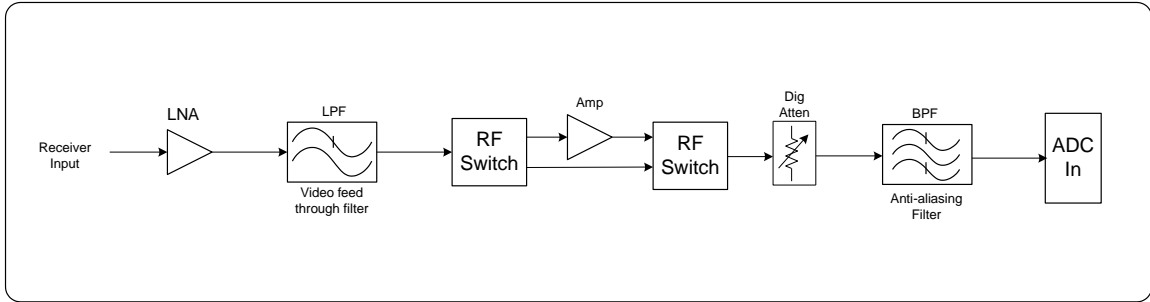 Receiver
Input
LNA
LPF
Video feed
through filter
RF
Switch
Amp
RF
Switch
Dig
Atten
BPF
Anti-aliasing
Filter
ADC
In